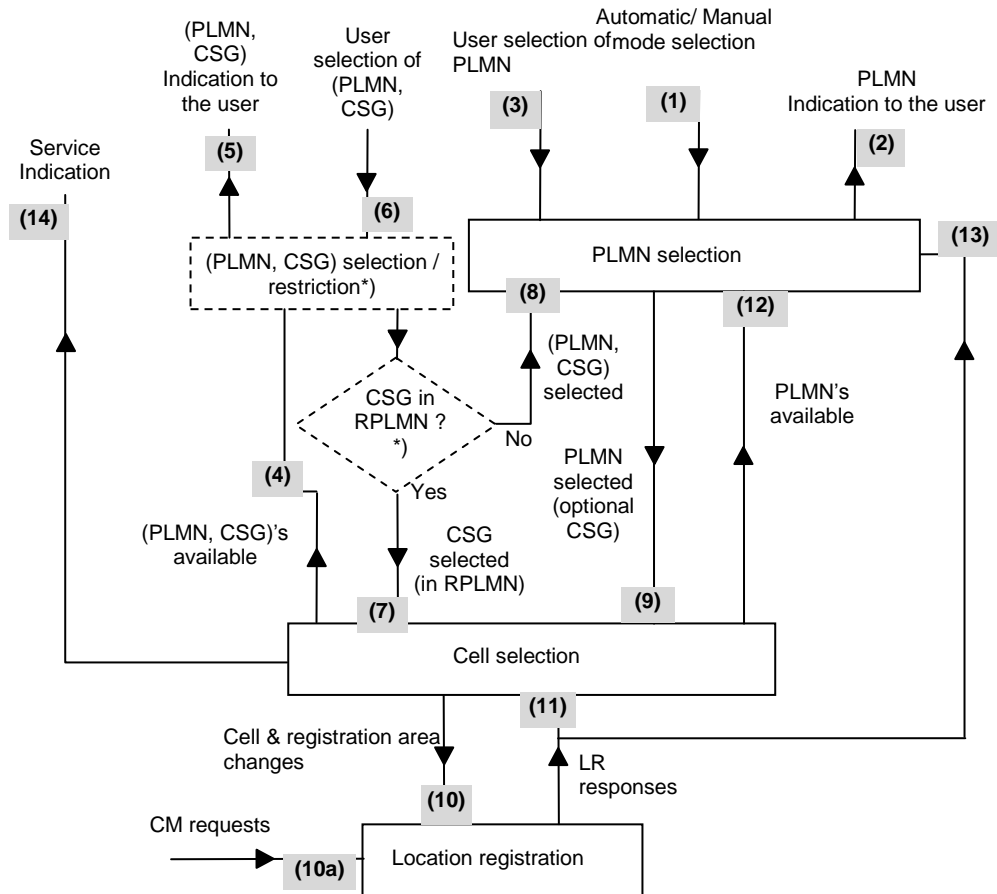 (PLMN,
CSG)
Indication to
the user
User
selection of
(PLMN,
CSG)
User selection of
PLMN
Automatic/ Manual
mode selection
PLMN
Indication to the user
Service
Indication
(5)
(3)
(1)
(2)
(14)
(6)
(13)
(PLMN, CSG) selection /
restriction*)
PLMN selection
(8)
(12)
(PLMN,
CSG)
selected
CSG in
RPLMN ?
*)
No
PLMN's
available
(4)
Yes
PLMN
selected
(optional
CSG)
(PLMN, CSG)'s
available
CSG
selected
(in RPLMN)
(7)
(9)
Cell selection
(11)
Cell & registration area
changes
LR
responses
(10)
CM requests
(10a)
Location registration